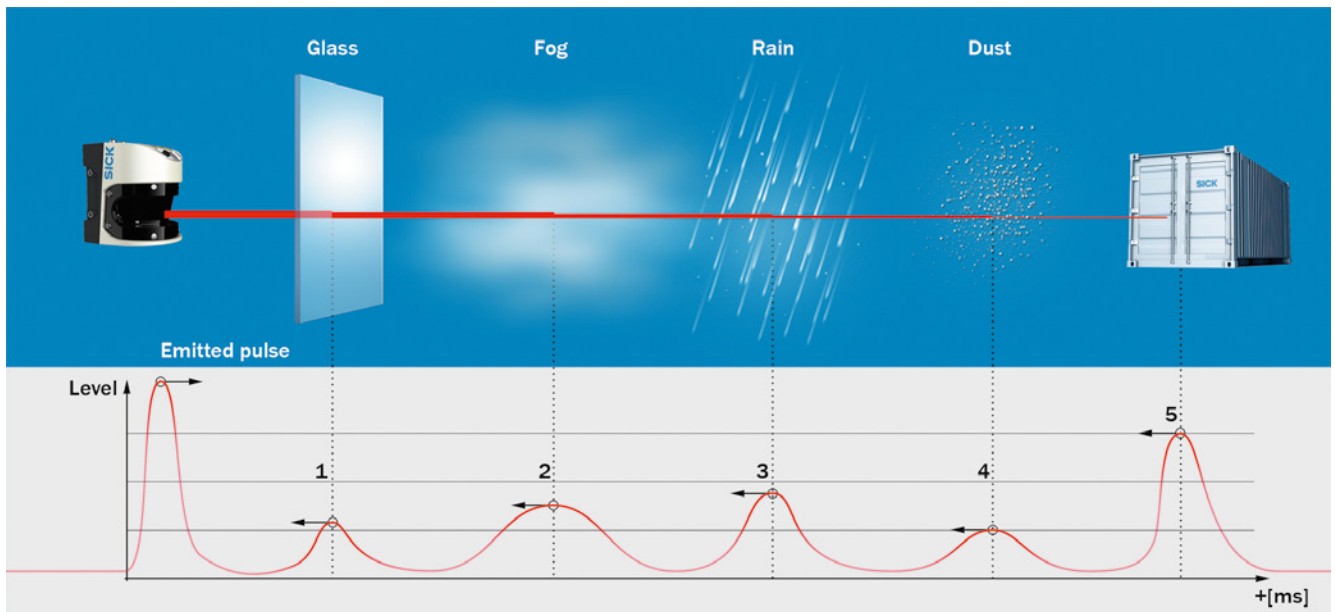 Glass
Fog
Rain
Dust
SICK
SICK
Emitted pulse
Level
1
2
3
4
5
+[ms]